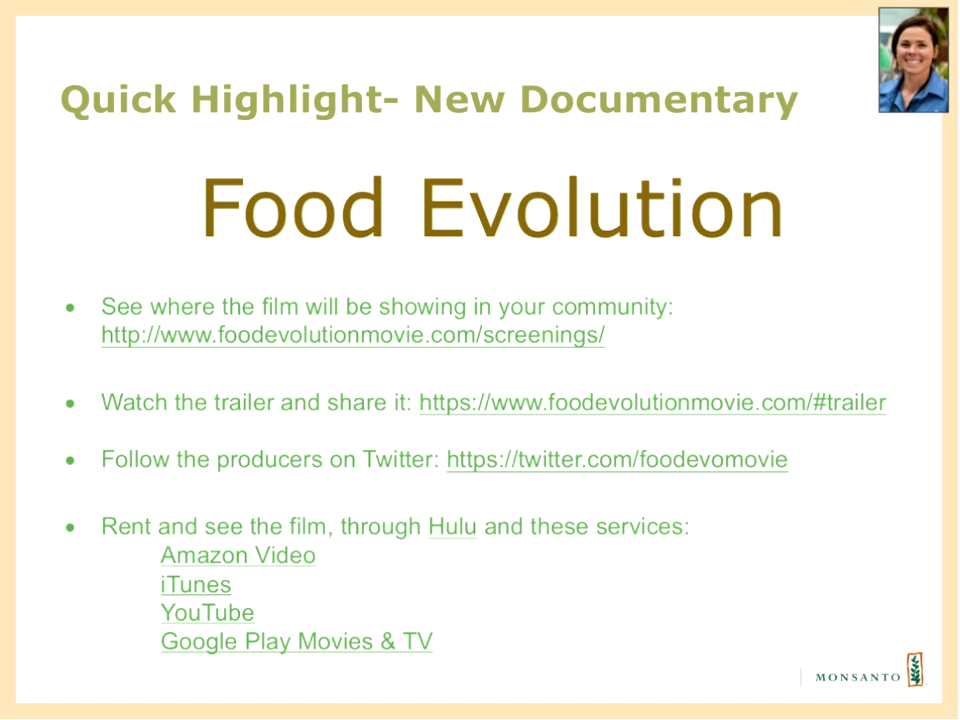 Quick Highlight- New Documentary
Food Evolution
• See where the film will be showing in your community:
http://www.foodevolutionmovie.com/screenings/
• Watch the trailer and share it: https://www.foodevolutionmovie.com/#trailer
• Follow the producers on Twitter: https://twitter.com/foodevomovie
• Rent and see the film, through Hulu and these services:
Amazon Video
iTunes
YouTube
Google Play Movies & TV
MONSANTO